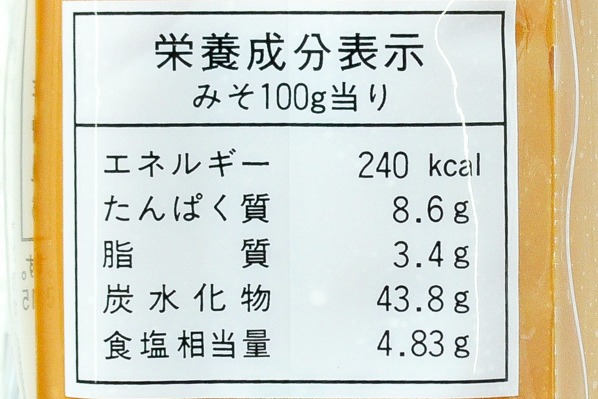 栄養成分表示
みそ100g当り
エネルギー 240 kcal
たんぱく質 8.6g
脂質 3.4g
炭水化物 43.8g
食塩相当量 4.83g